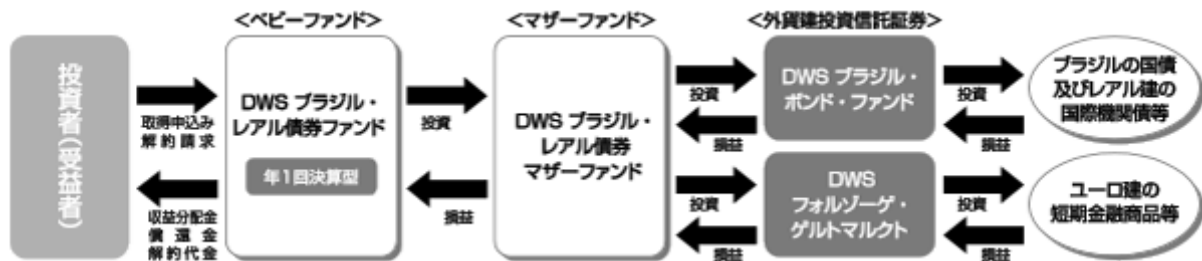 <ベビーファンド>
<マザーファンド>
<外貨建投資信託証券>
投資者(受益者)
取得申込み
解約請求
収益分配金
償還金
解約代金
DWS ブラジル・
レアル債券ファンド
年1回決算型
投資
損益
DWS ブラジル・
レアル債券
マザーファンド
投資
損益
投資
損益
DWS ブラジル・
ボンド・ファンド
DWS
フォルゾーゲ・
ゲルトマルクト
投資
損益
投資
損益
ブラジルの国債
及びレアル建の
国際機関債等
ユーロ建の
短期金融商品等